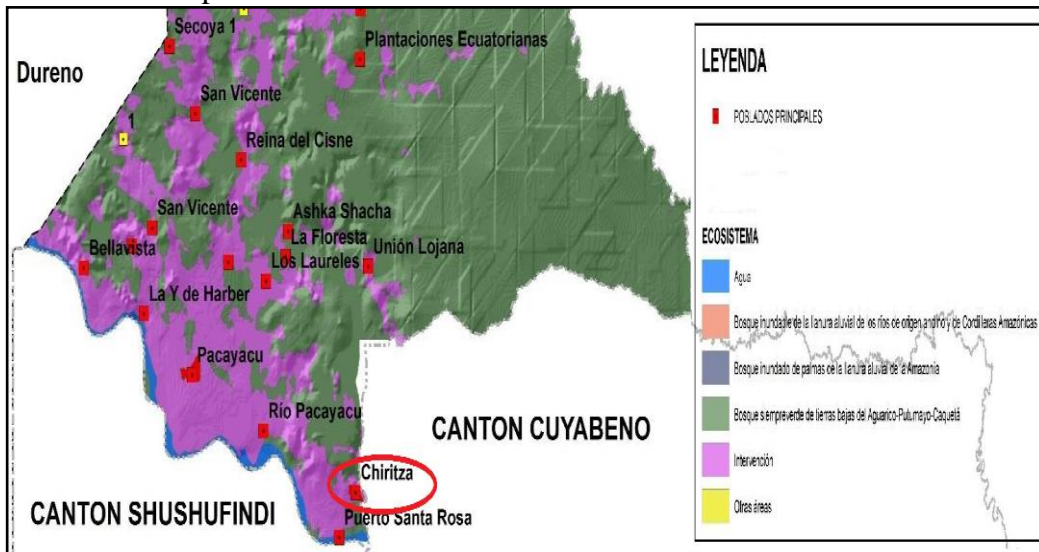 Secoya 1
Plantaciones Ecuatorianas
Dureno
San Vicente
1
Reina del Cisne
San Vicente
Ashka Shacha
La Floresta
Bellavista
Unión Lojana
Los Laureles
La Y de Harber
Pacayacu
Río Pacayacu
CANTON CUYABENO
Chiritza
CANTON SHUSHUFINDI
Puerto Santa Rosa
LEYENDA
POBLADOS PRINCIPALES
ECOSISTEMA
Agua
Bosque inundable de la llanura aluvial de los ríos de origen andino y de Cordilleras Amazónicas
Bosque inundado de palmas de la llanura aluvial de la Amazonía
Bosque siempreverde de tierras bajas del Aguarico-Putumayo-Caquetá
Intervención
Otras áreas